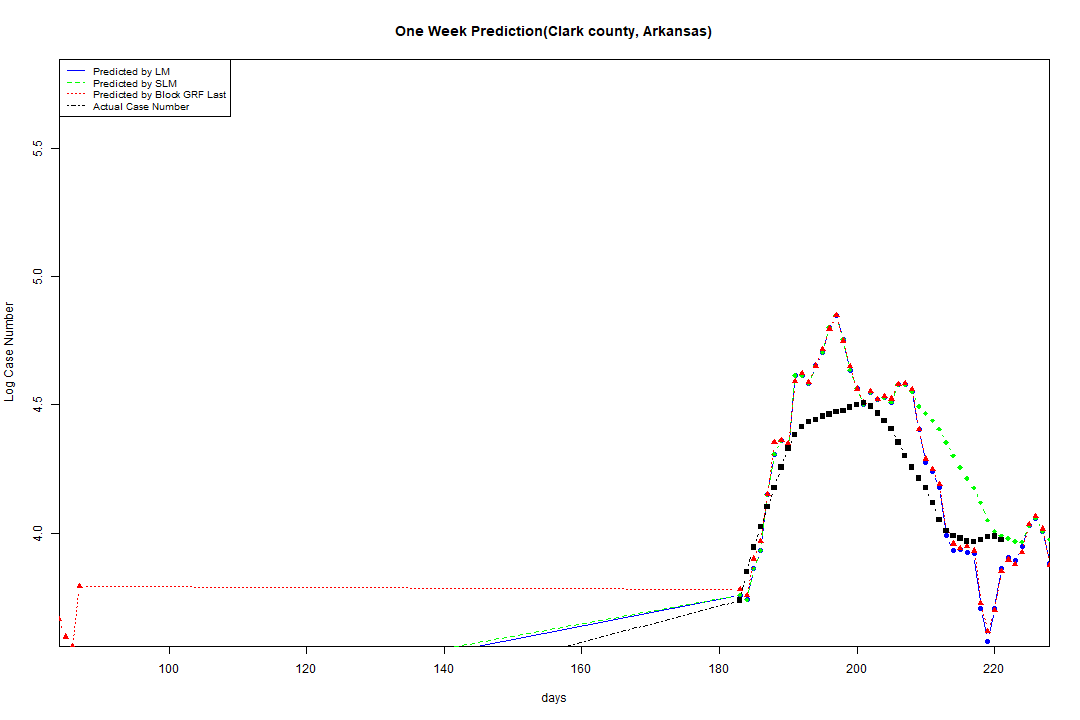 One Week Prediction(Clark county, Arkansas)
Predicted by LM
Predicted by SLM
Predicted by Block GRF Last
Actual Case Number
5.5
5.0
4.5
4.0
Log Case Number
100 120 140 160 180 200 220
days